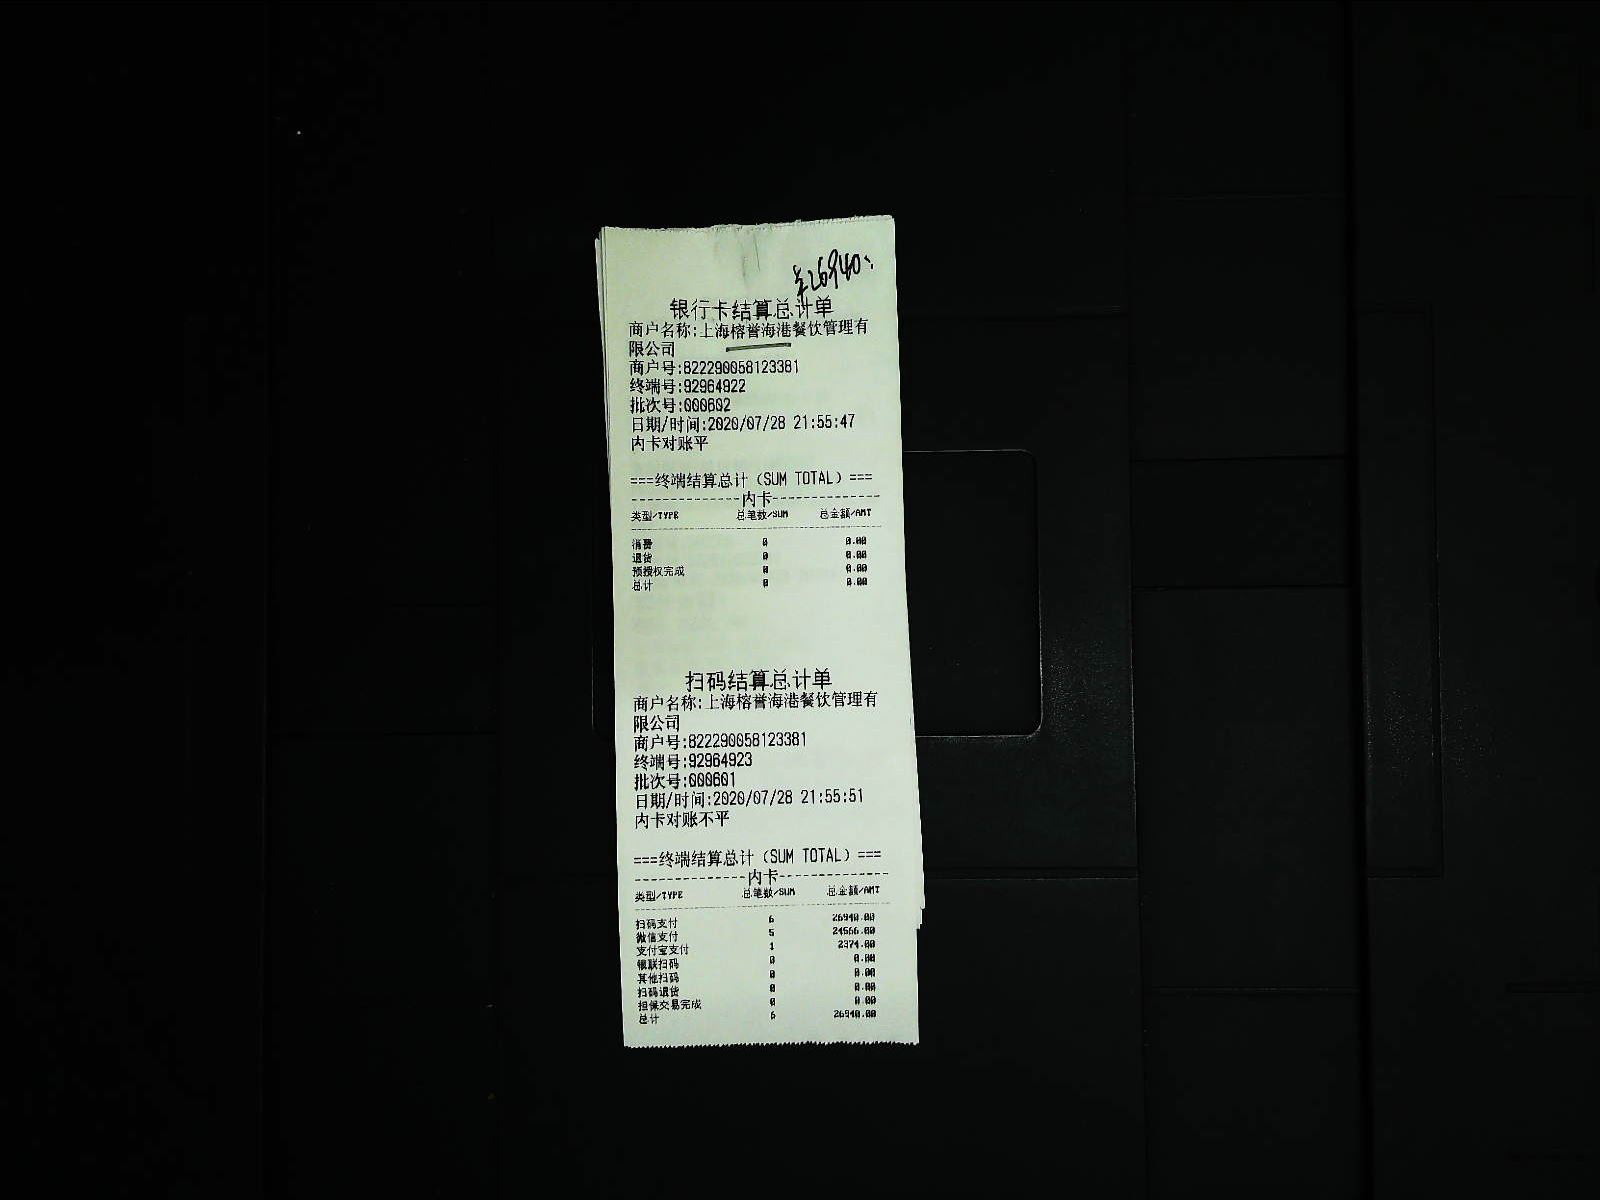 ¥26940.
银行卡结算总计单
商户名称:上海榕誉海港餐饮管理有
限公司
商户号:822290058123381
终端号:92964922
批次号:000602
日期/时间:2020/07/28 21:55:47
内卡对账平
===终端结算总计（SUM TOTAL）===
--------------内卡--------------
类型/TYPE 总笔数/SUM 总金额/AMT
消费 0 0.00
退货 0 0.00
预授权完成 0 0.00
总计 0 0.00
扫码结算总计单
商户名称:上海榕誉海港餐饮管理有
限公司
商户号:822290058123381
终端号:92964923
批次号:000601
日期/时间:2020/07/28 21:55:51
内卡对账不平
===终端结算总计（SUM TOTAL）===
--------------内卡--------------
类型/TYPE 总笔数/SUM 总金额/AMT
扫码支付 6 26940.00
微信支付 5 24566.00
支付宝支付 1 2374.00
银联扫码 0 0.00
其他扫码 0 0.00
扫码退货 0 0.00
担保交易完成 0 0.00
总计 6 26940.00